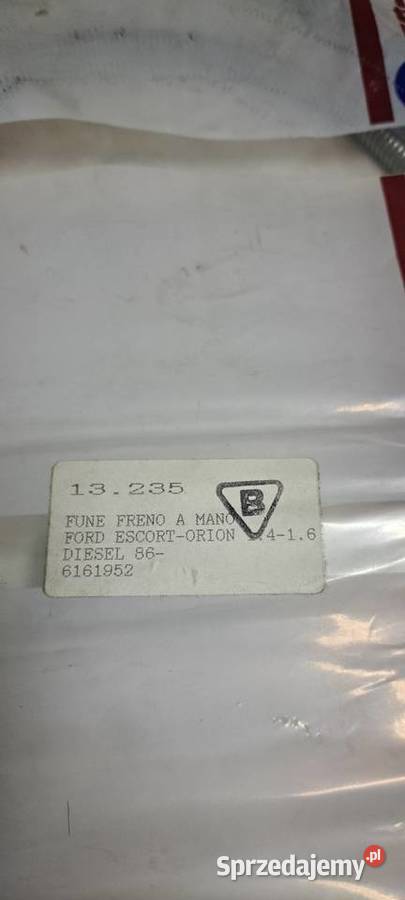 13.235
B
FUNE FRENO A MANO
FORD ESCORT-ORION .4-1.6
DIESEL 86-
6161952
Sprzedajemy.pl